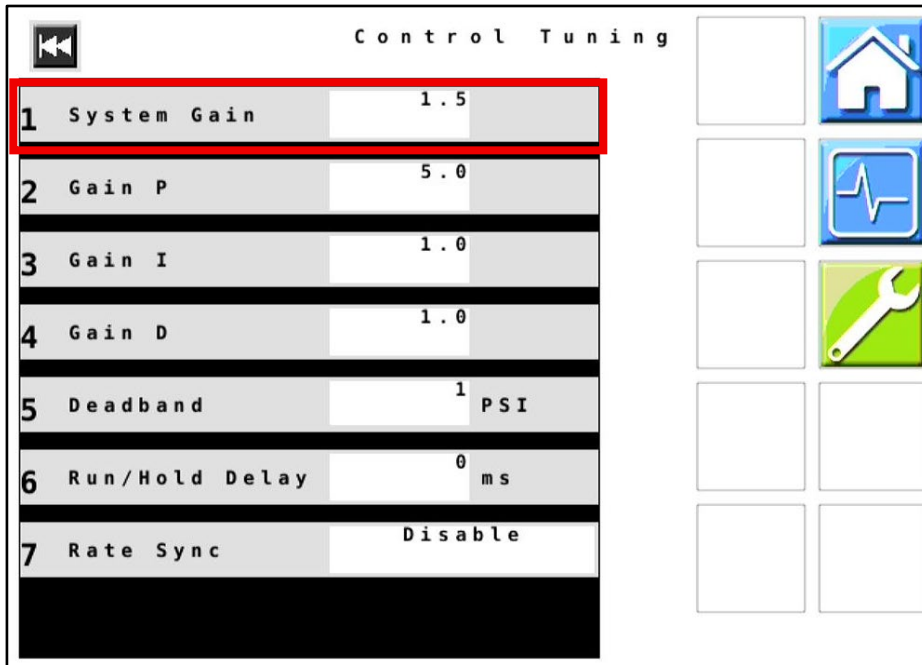 Control Tuning
1 System Gain 1.5
2 Gain P 5.0
3 Gain I 1.0
4 Gain D 1.0
5 Deadband 1 PSI
6 Run/Hold Delay 0 ms
7 Rate Sync Disable